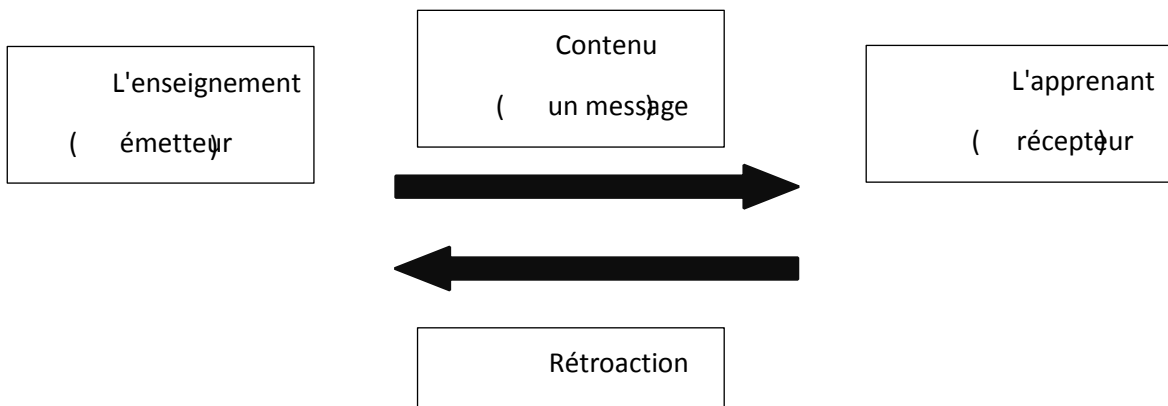 L'enseignement
( émetteur)
Contenu
( un message)
L'apprenant
( récepteur)
Rétroaction